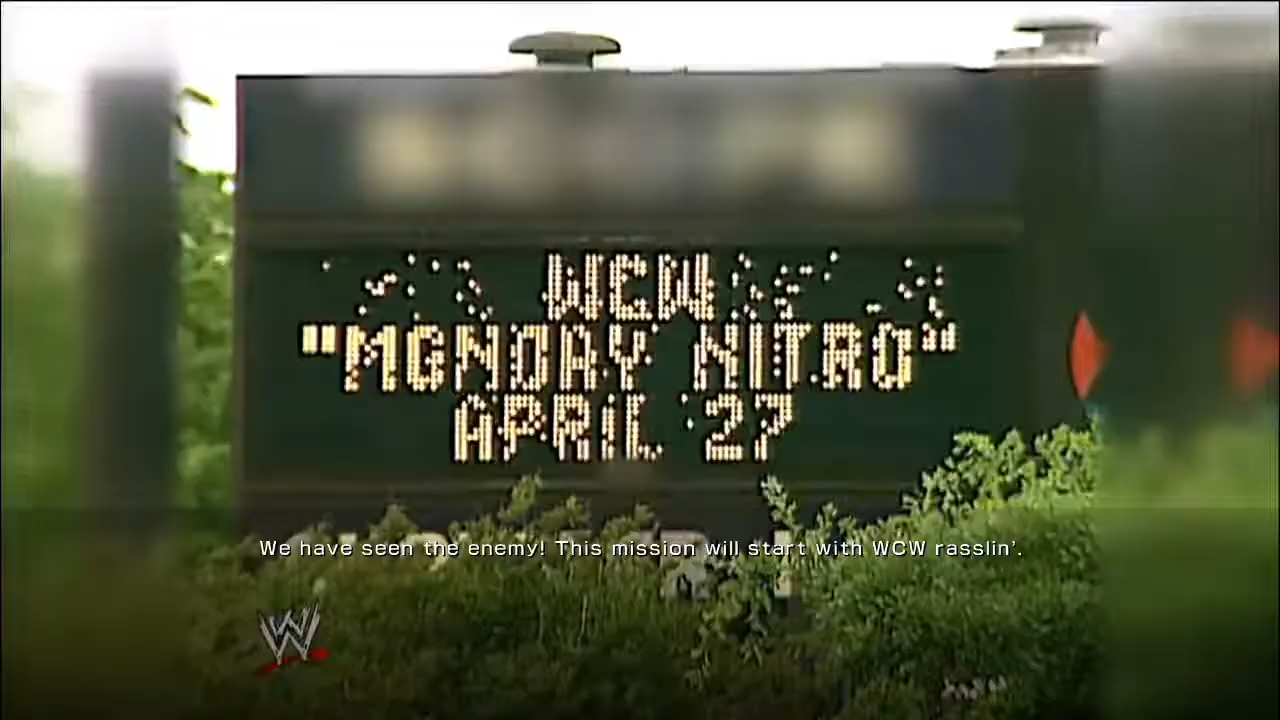 WCW
"MONDAY NITRO"
APRIL 27
We have seen the enemy! This mission will start with WCW rasslin'.
W